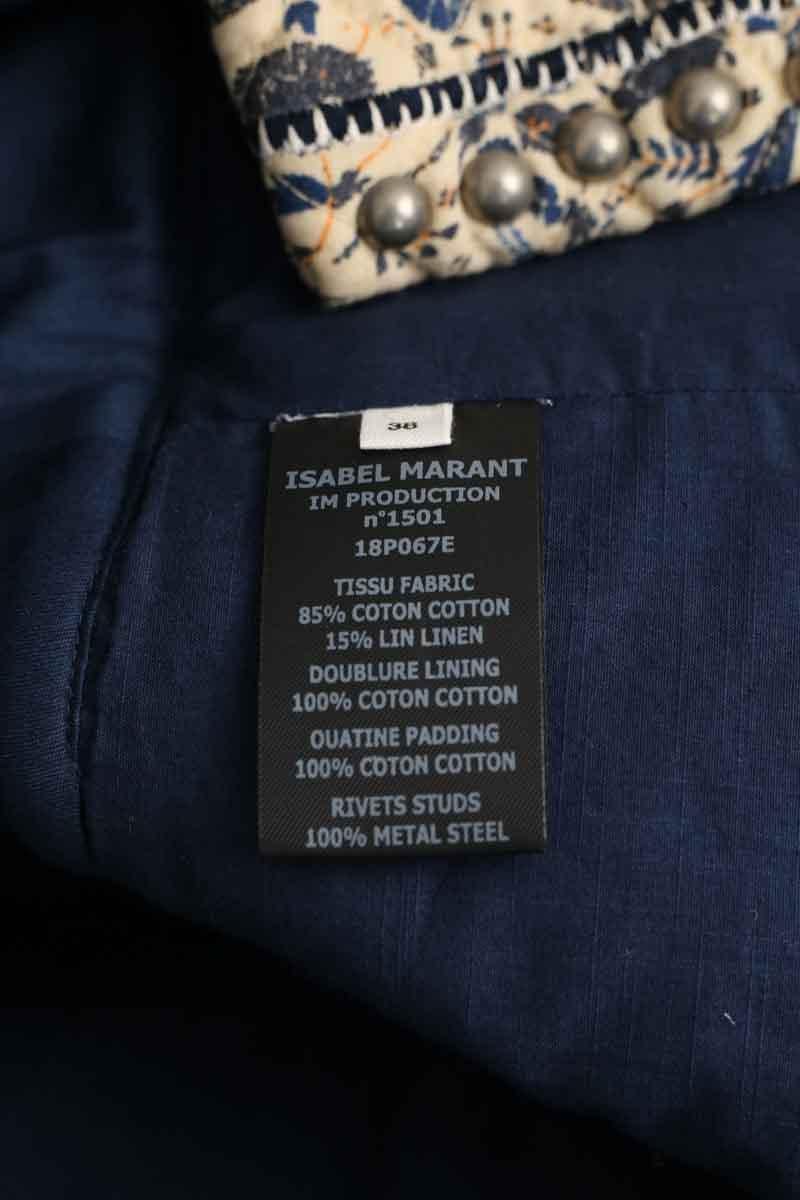 38
ISABEL MARANT
IM PRODUCTION
n°1501
18P067E
TISSU FABRIC
85% COTON COTTON
15% LIN LINEN
DOUBLURE LINING
100% COTON COTTON
OUATINE PADDING
100% COTON COTTON
RIVETS STUDS
100% METAL STEEL